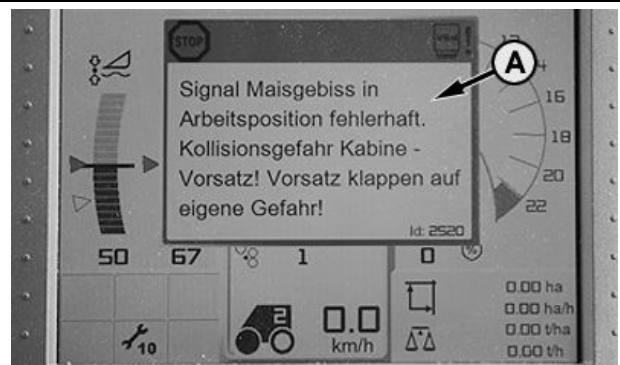 STOP
A
Signal Maisgebiss in
Arbeitsposition fehlerhaft.
Kollisionsgefahr Kabine -
Vorsatz! Vorsatz klappen auf
eigene Gefahr!
Id: 2520
14
16
18
20
22
50 67
1
0 %
10
2
0.0
km/h
0.00 ha
0.00 ha/h
0.00 t/ha
0.00 t/h